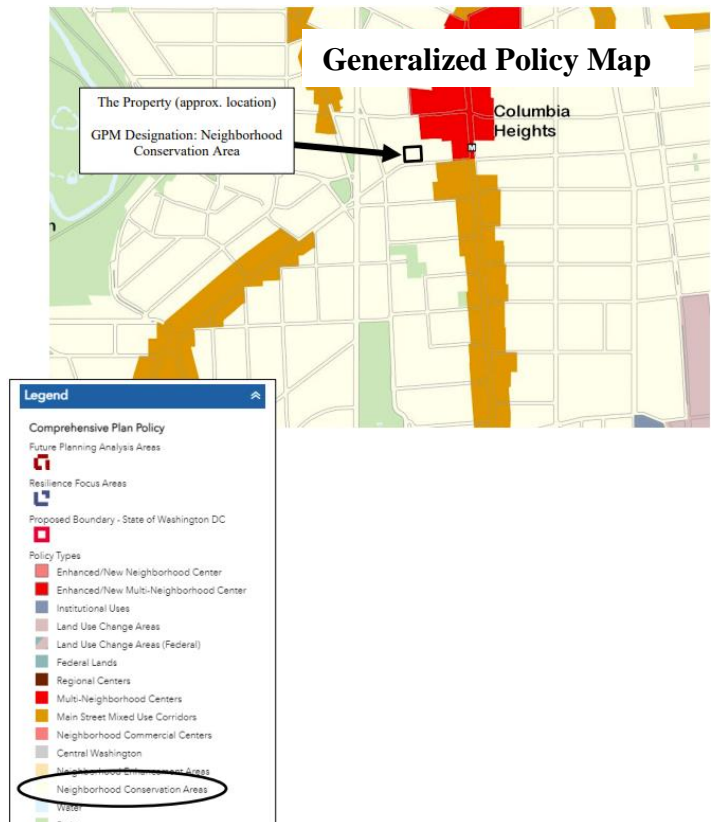 Generalized Policy Map
The Property (approx. location)
GPM Designation: Neighborhood
Conservation Area
Columbia
Heights
M
n
Legend
Comprehensive Plan Policy
Future Planning Analysis Areas
Resilience Focus Areas
Proposed Boundary - State of Washington DC
Policy Types
Enhanced/New Neighborhood Center
Enhanced/New Multi-Neighborhood Center
Institutional Uses
Land Use Change Areas
Land Use Change Areas (Federal)
Federal Lands
Regional Centers
Multi-Neighborhood Centers
Main Street Mixed Use Corridors
Neighborhood Commercial Centers
Central Washington
Neighborhood Enhancement Areas
Neighborhood Conservation Areas
Water